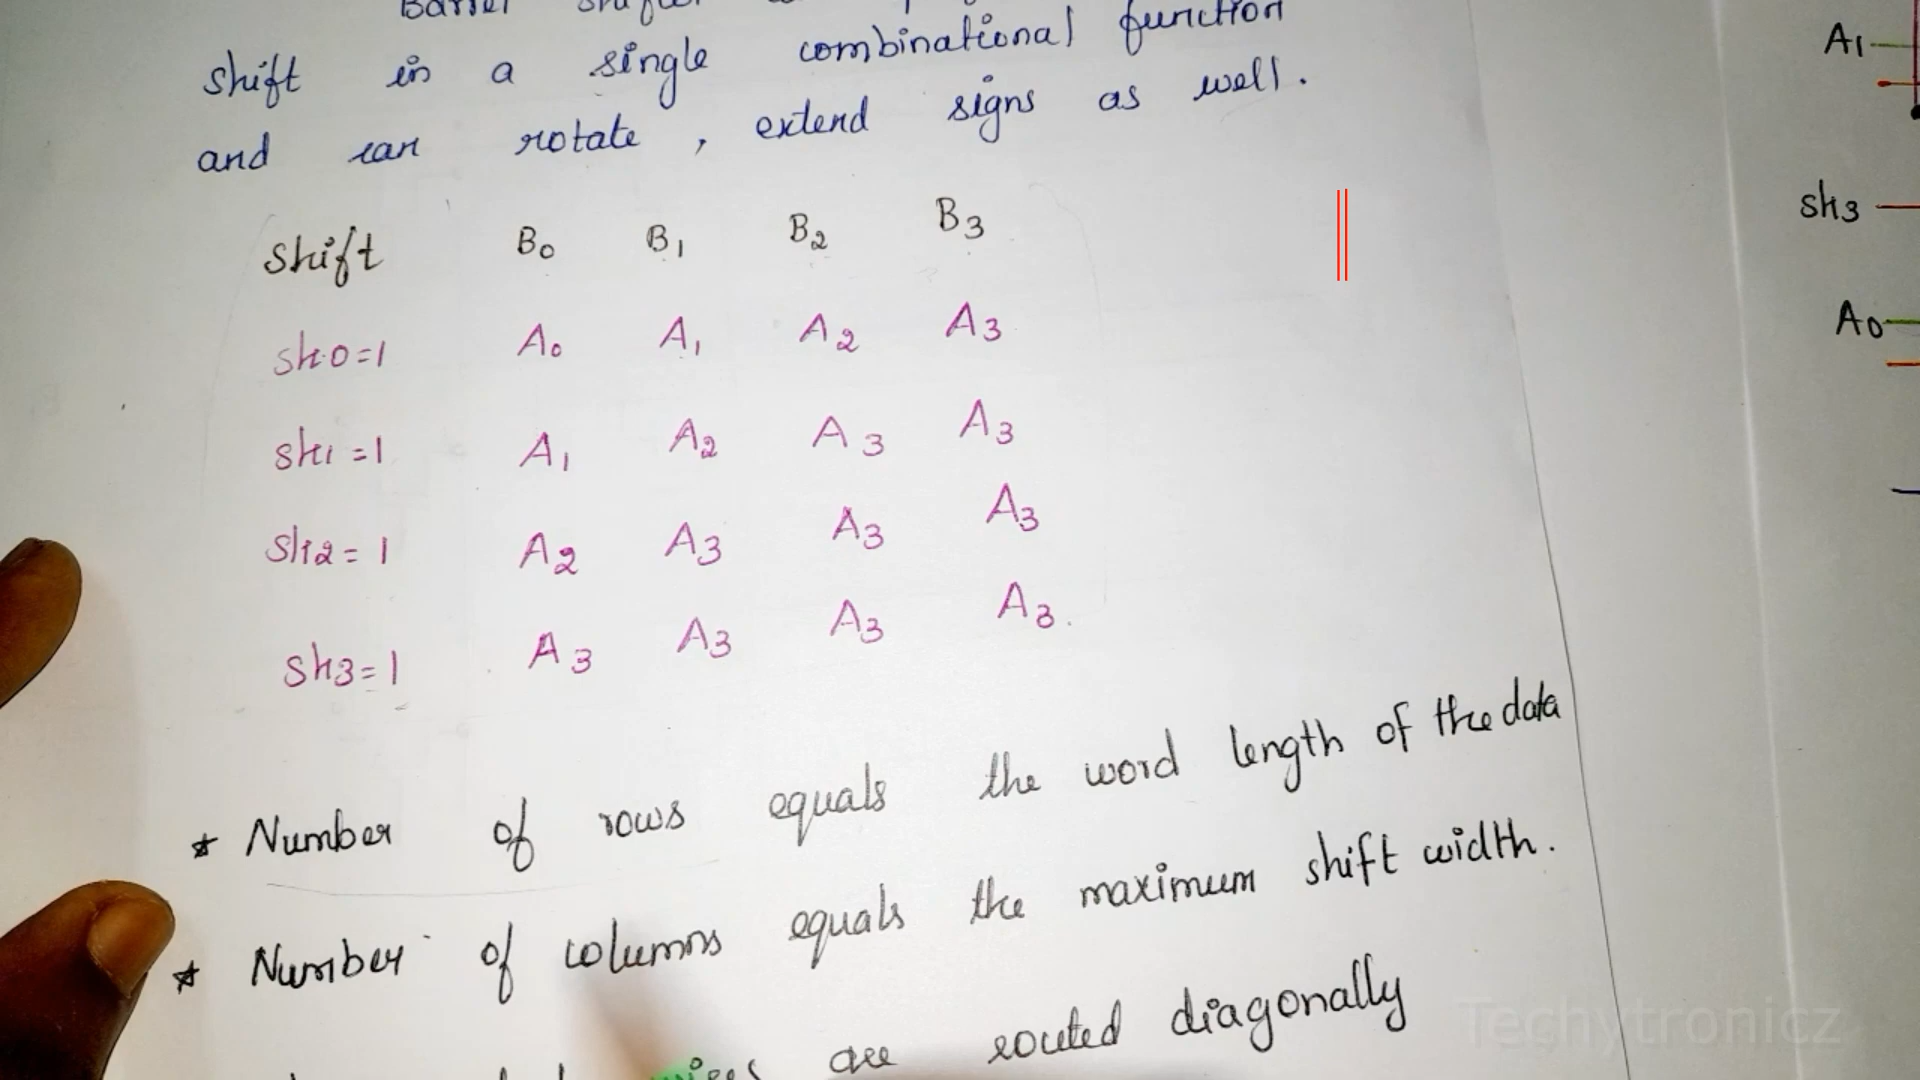 Barrel
shift in a single combinational function
and can rotate, extend signs as well.
shift B0 B1 B2 B3
sh0=1 A0 A1 A2 A3
sh1=1 A1 A2 A3 A3
sh2=1 A2 A3 A3 A3
sh3=1 A3 A3 A3 A3.
* Number of rows equals the word length of the data
* Number of columns equals the maximum shift width.
are routed diagonally
A1
sh3
A0
Techytronicz